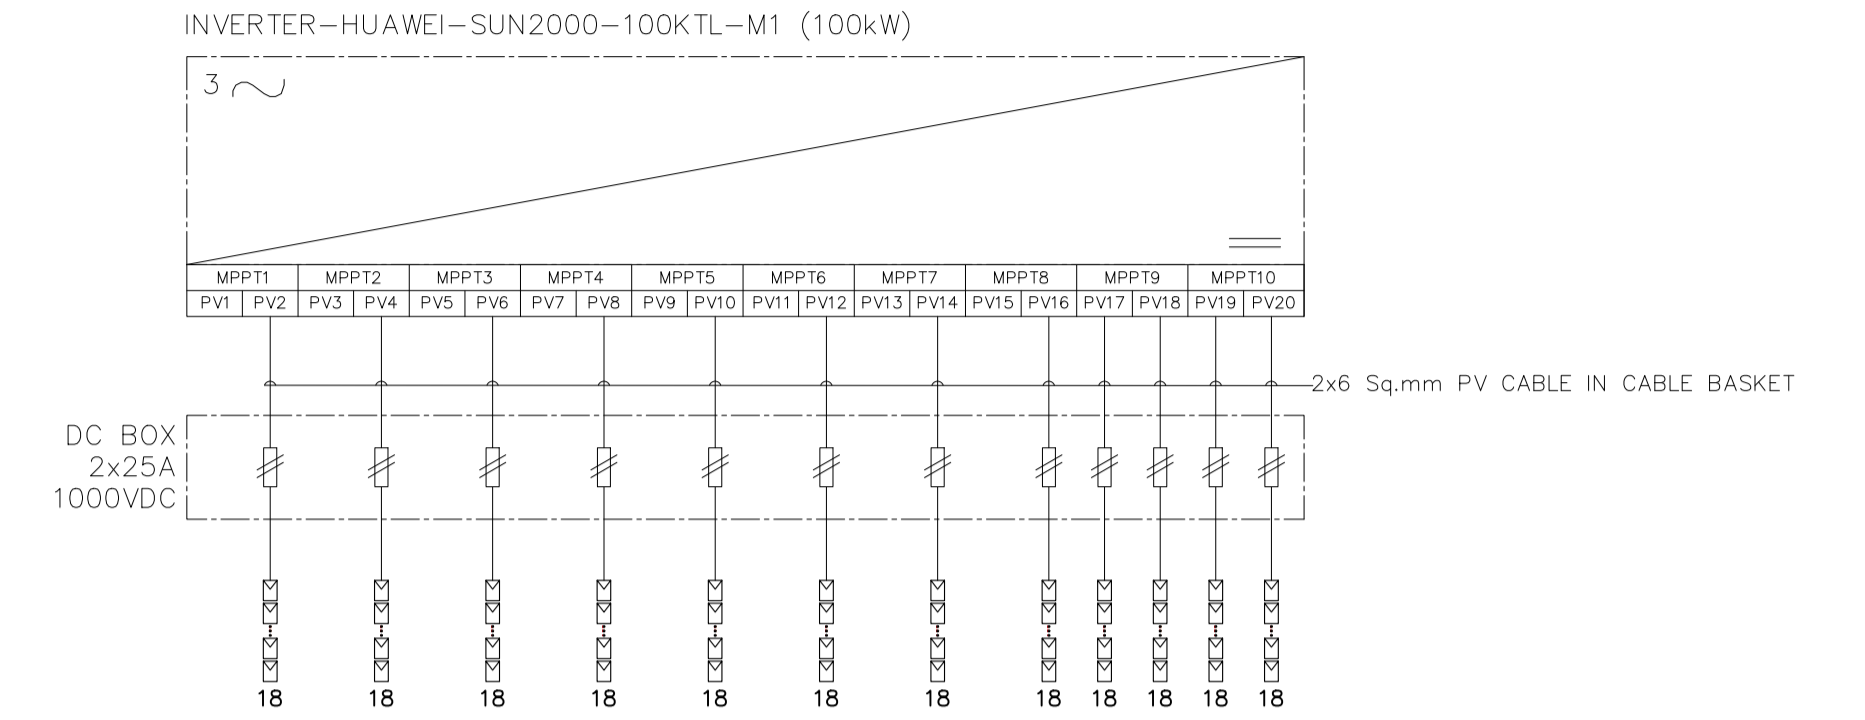 INVERTER-HUAWEI-SUN2000-100KTL-M1 (100kW)
3
MPPT1 MPPT2 MPPT3 MPPT4 MPPT5 MPPT6 MPPT7 MPPT8 MPPT9 MPPT10
PV1 PV2 PV3 PV4 PV5 PV6 PV7 PV8 PV9 PV10 PV11 PV12 PV13 PV14 PV15 PV16 PV17 PV18 PV19 PV20
2x6 Sq.mm PV CABLE IN CABLE BASKET
DC BOX
2x25A
1000VDC
18 18 18 18 18 18 18 18 18 18 18 18